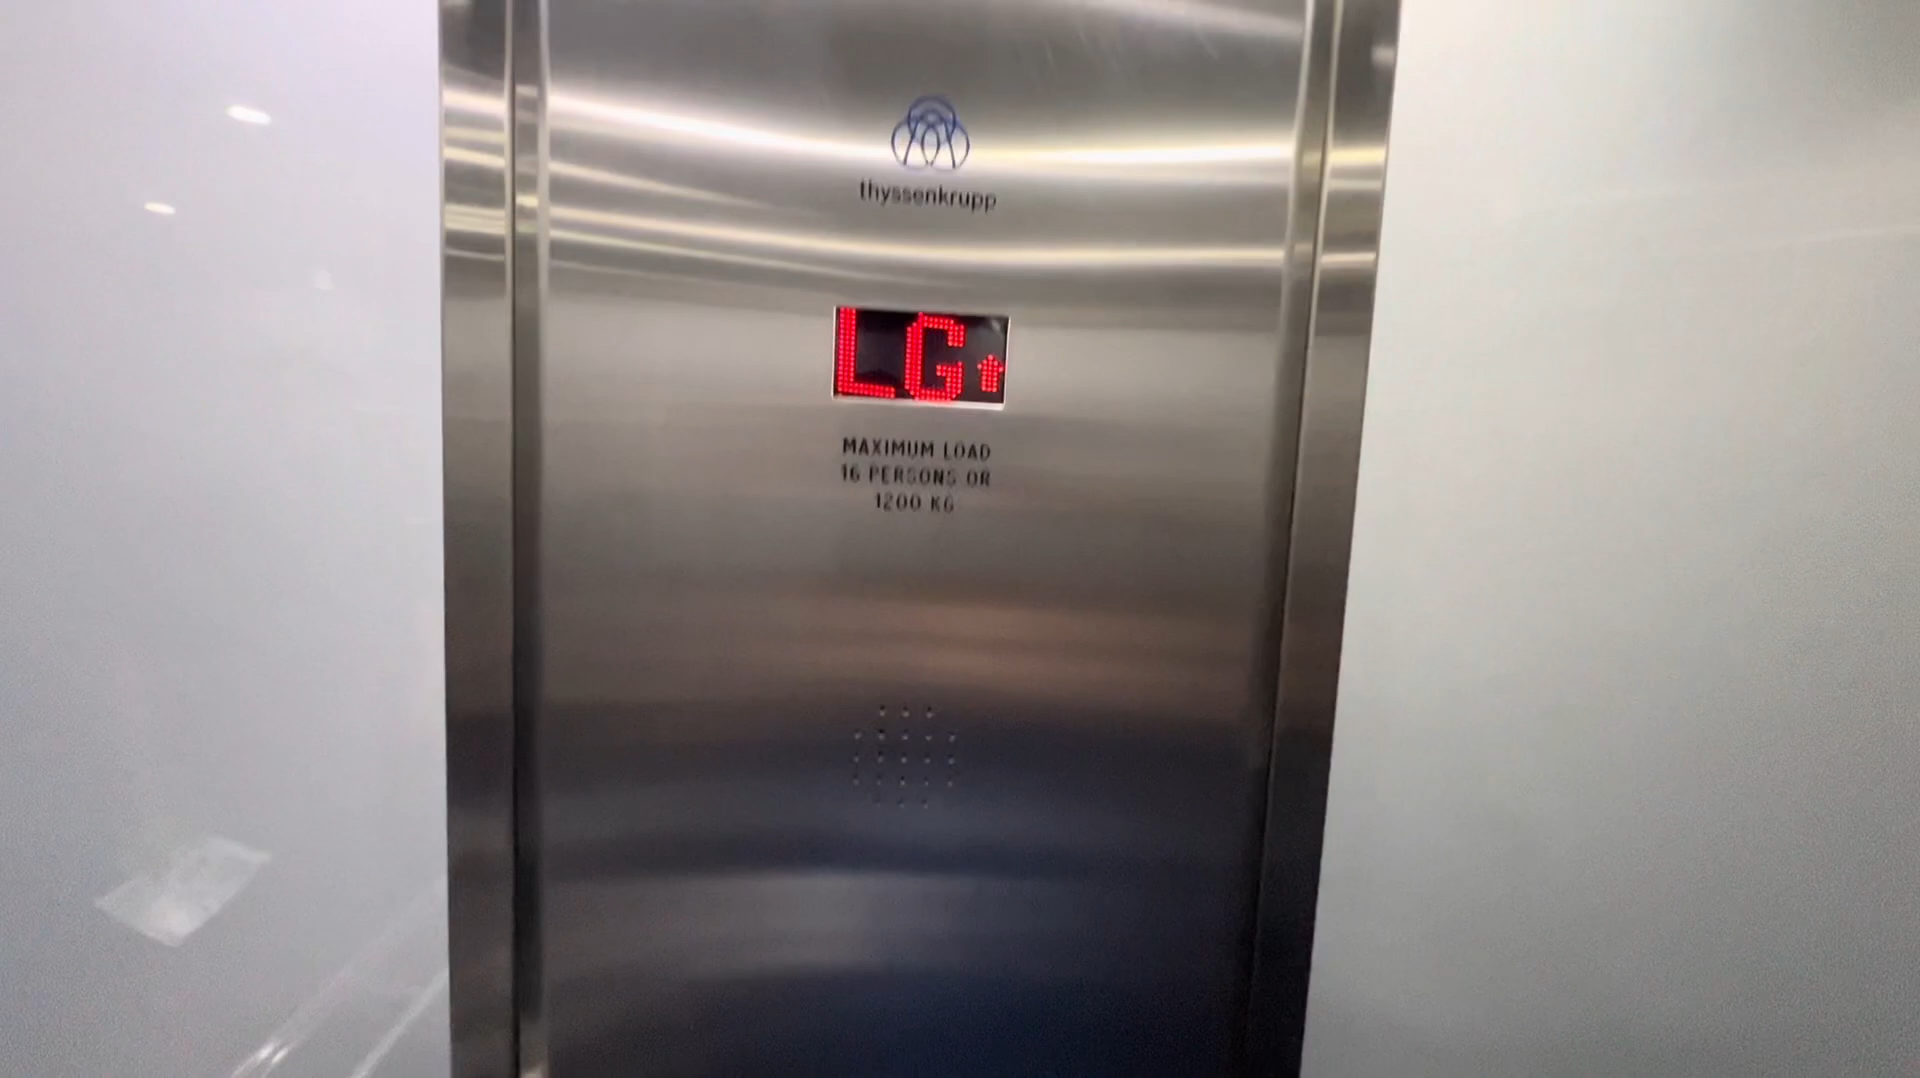 thyssenkrupp
LG
MAXIMUM LOAD
16 PERSONS OR
1200 KG